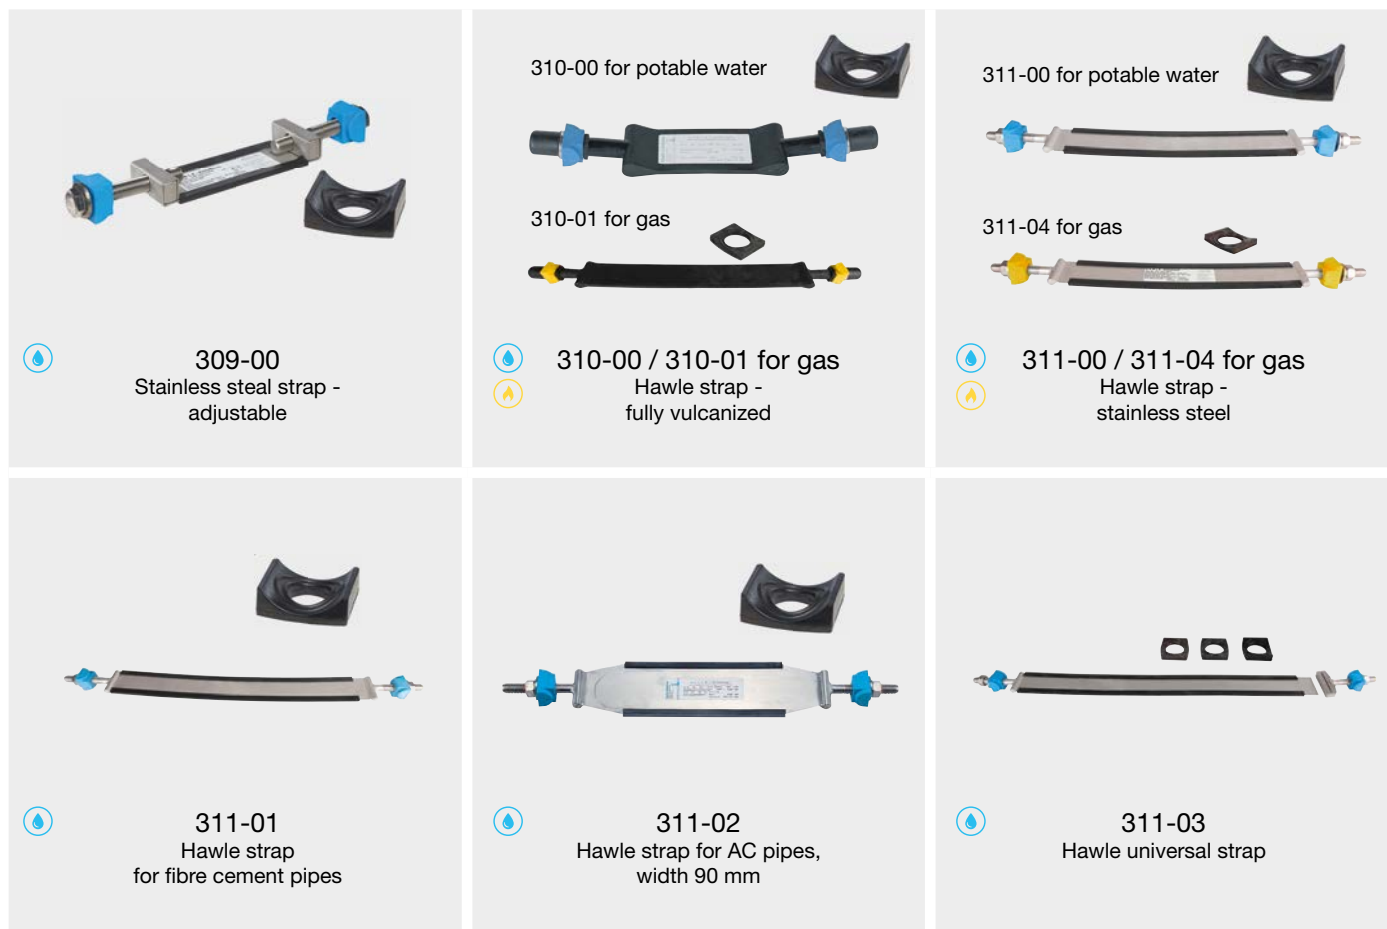 309-00
Stainless steal strap -
adjustable
310-00 for potable water
310-01 for gas
310-00 / 310-01 for gas
Hawle strap -
fully vulcanized
311-00 for potable water
311-04 for gas
311-00 / 311-04 for gas
Hawle strap -
stainless steel
311-01
Hawle strap
for fibre cement pipes
311-02
Hawle strap for AC pipes,
width 90 mm
311-03
Hawle universal strap